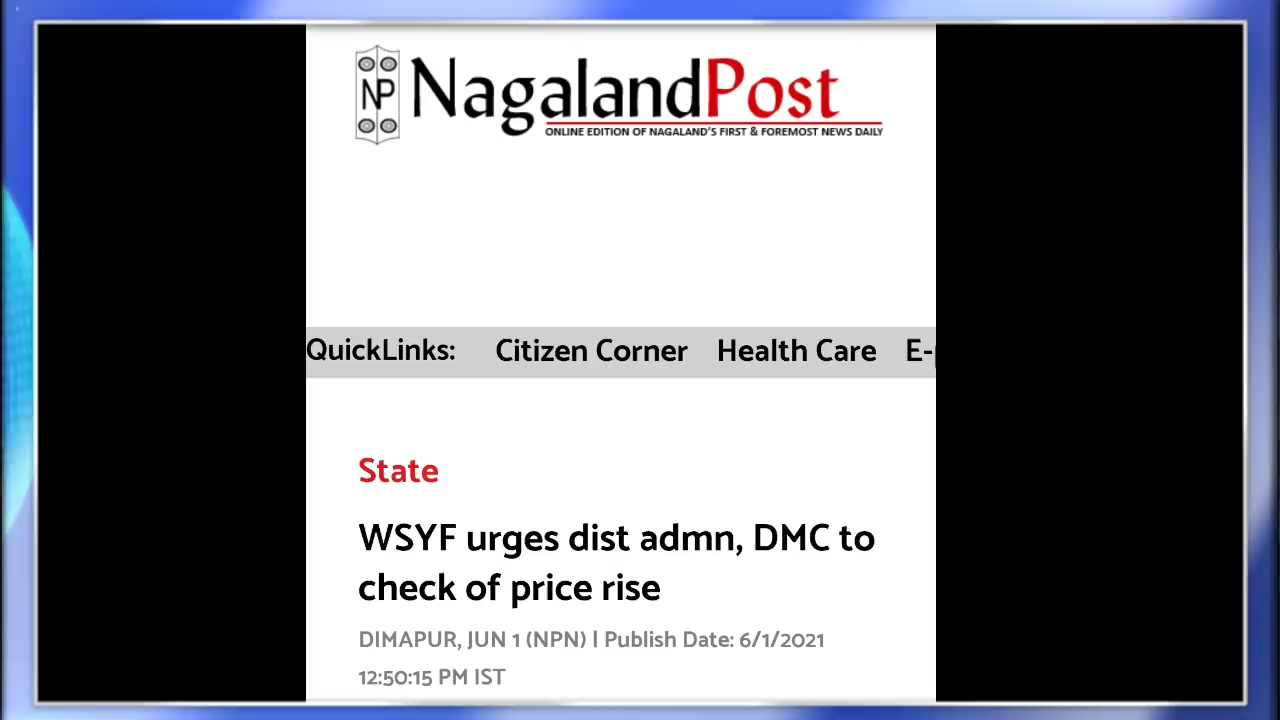 NP NagalandPost
ONLINE EDITION OF NAGALAND'S FIRST & FOREMOST NEWS DAILY
QuickLinks: Citizen Corner Health Care E-
State
WSYF urges dist admn, DMC to
check of price rise
DIMAPUR, JUN 1 (NPN) | Publish Date: 6/1/2021
12:50:15 PM IST